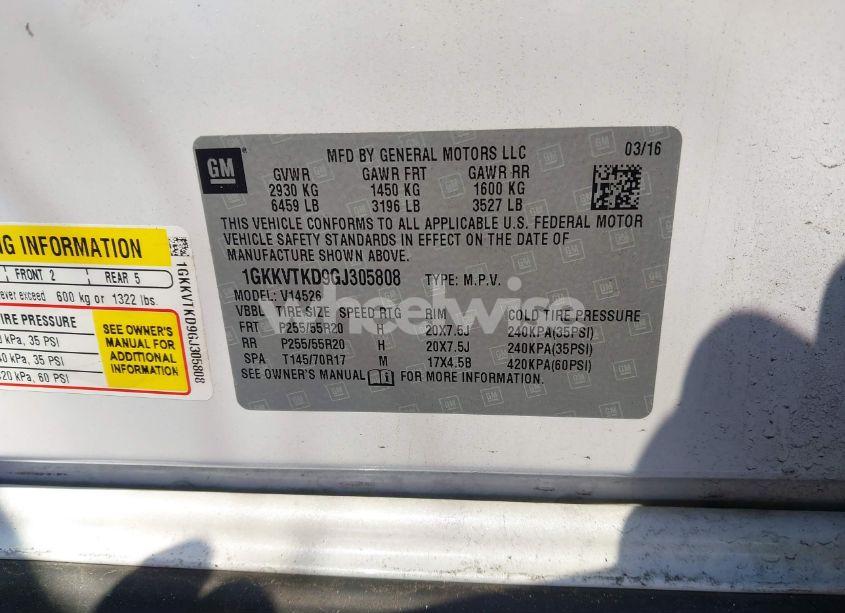 GM
MFD BY GENERAL MOTORS LLC
03/16
GVWR GAWR FRT GAWR RR
2930 KG 1450 KG 1600 KG
6459 LB 3196 LB 3527 LB
THIS VEHICLE CONFORMS TO ALL APPLICABLE U.S. FEDERAL MOTOR
VEHICLE SAFETY STANDARDS IN EFFECT ON THE DATE OF
MANUFACTURE SHOWN ABOVE.
1GKKVTKD9GJ305808 TYPE: M.P.V.
MODEL: V14526
VBBL TIRE SIZE SPEED RTG RIM COLD TIRE PRESSURE
FRT P255/55R20 H 20X7.5J 240KPA(35PSI)
RR P255/55R20 H 20X7.5J 240KPA(35PSI)
SPA T145/70R17 M 17X4.5B 420KPA(60PSI)
SEE OWNER'S MANUAL FOR MORE INFORMATION.
wheelwise
NG INFORMATION
FRONT 2 REAR 5
ever exceed 600 kg or 1322 lbs.
IRE PRESSURE
kPa, 35 PSI
40 kPa, 35 PSI
420 kPa, 60 PSI
SEE OWNER'S
MANUAL FOR
ADDITIONAL
INFORMATION
1GKKVTKD9GJ305808